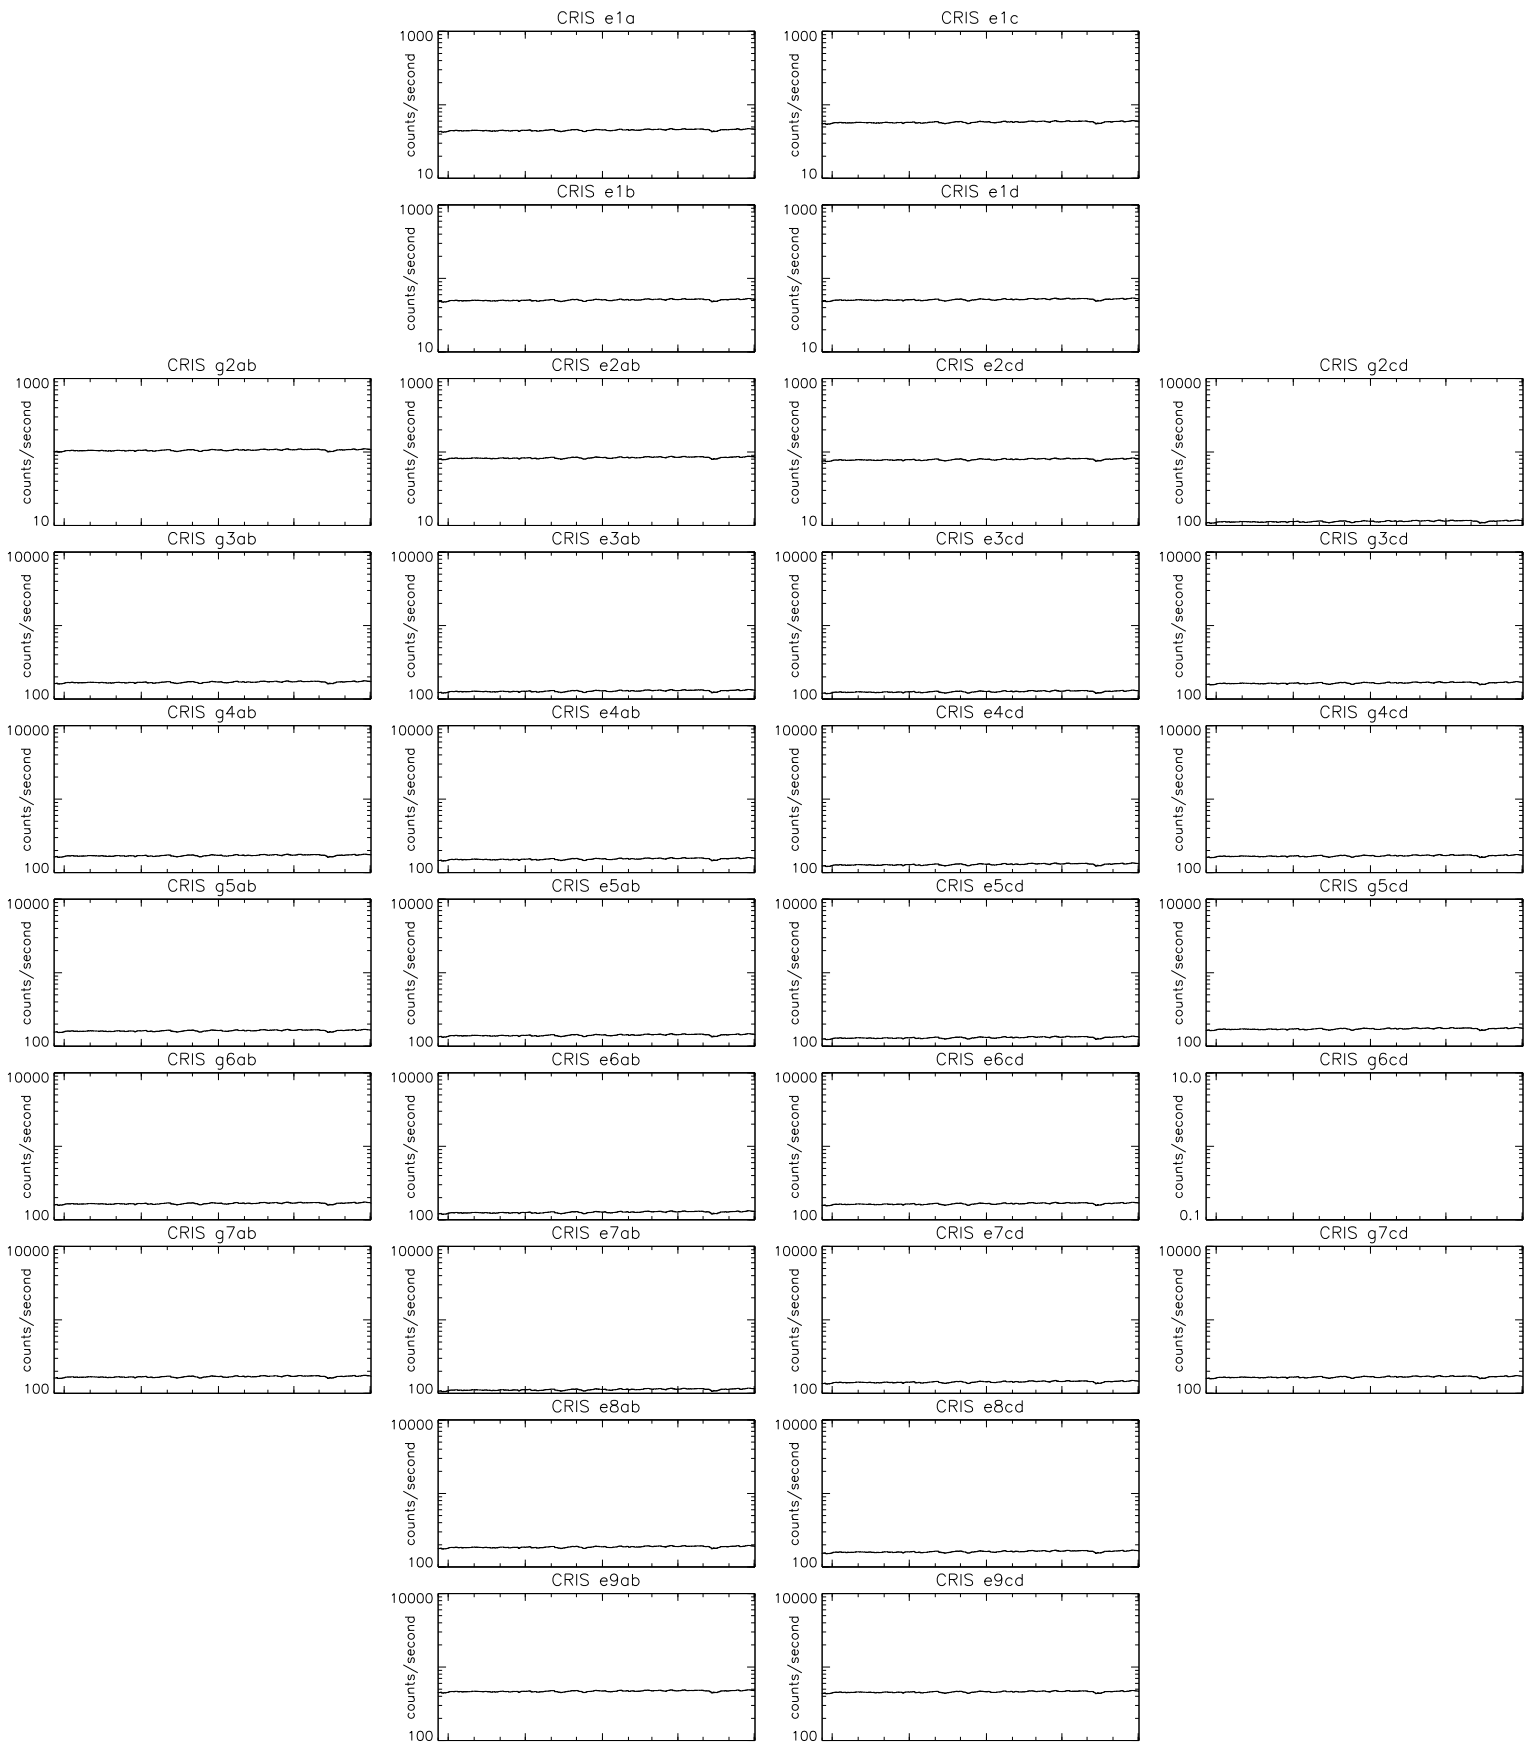 CRIS e1a
1000
counts/second
10
CRIS e1c
1000
counts/second
10
CRIS e1b
1000
counts/second
10
CRIS e1d
1000
counts/second
10
CRIS g2ab
1000
counts/second
10
CRIS e2ab
1000
counts/second
10
CRIS e2cd
1000
counts/second
10
CRIS g2cd
10000
counts/second
100
CRIS g3ab
10000
counts/second
100
CRIS e3ab
10000
counts/second
100
CRIS e3cd
10000
counts/second
100
CRIS g3cd
10000
counts/second
100
CRIS g4ab
10000
counts/second
100
CRIS e4ab
10000
counts/second
100
CRIS e4cd
10000
counts/second
100
CRIS g4cd
10000
counts/second
100
CRIS g5ab
10000
counts/second
100
CRIS e5ab
10000
counts/second
100
CRIS e5cd
10000
counts/second
100
CRIS g5cd
10000
counts/second
100
CRIS g6ab
10000
counts/second
100
CRIS e6ab
10000
counts/second
100
CRIS e6cd
10000
counts/second
100
CRIS g6cd
10.0
counts/second
0.1
CRIS g7ab
10000
counts/second
100
CRIS e7ab
10000
counts/second
100
CRIS e7cd
10000
counts/second
100
CRIS g7cd
10000
counts/second
100
CRIS e8ab
10000
counts/second
100
CRIS e8cd
10000
counts/second
100
CRIS e9ab
10000
counts/second
100
CRIS e9cd
10000
counts/second
100